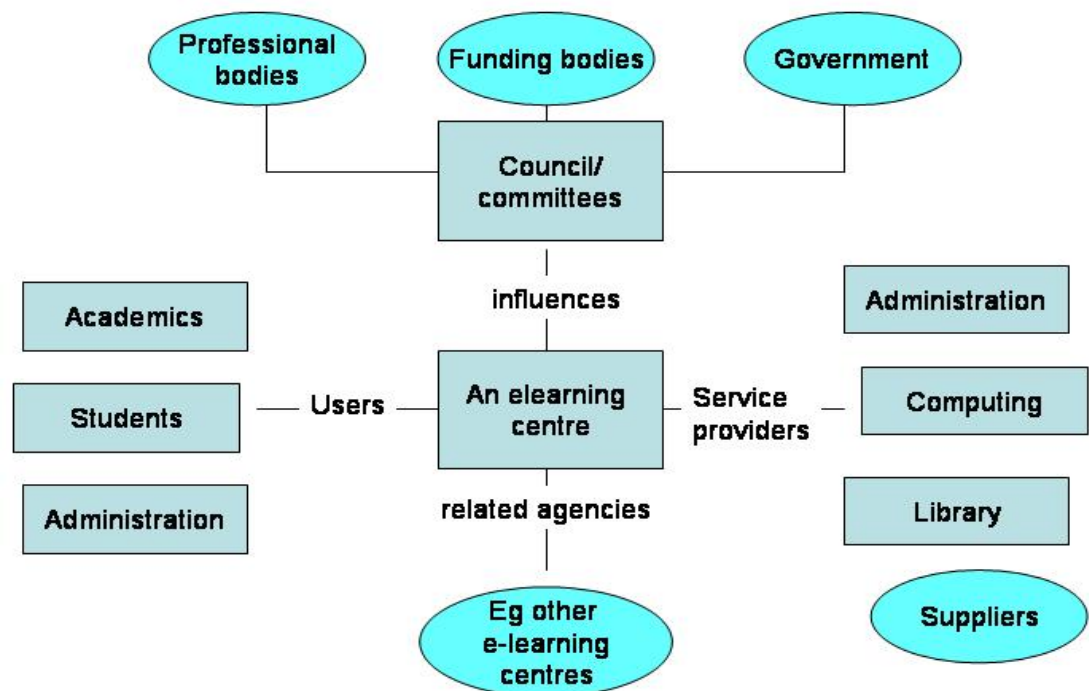 Professional
bodies
Funding bodies
Government
Council/
committees
influences
Academics
Administration
Students
Users
An elearning
centre
Service
providers
Computing
Administration
related agencies
Library
Eg other
e-learning
centres
Suppliers